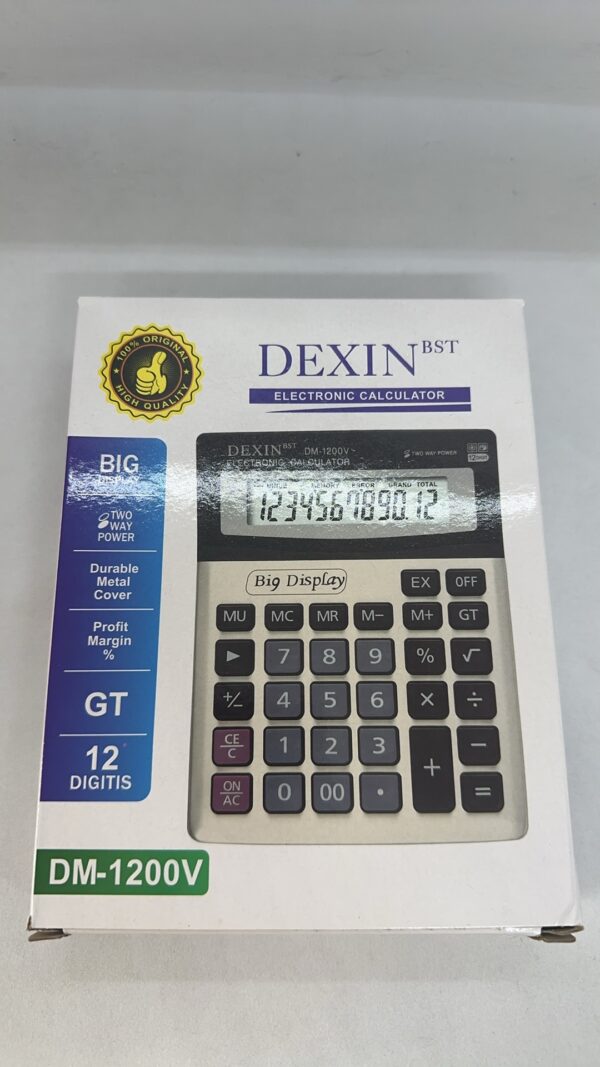 100% ORIGINAL
HIGH QUALITY
DEXIN BST
ELECTRONIC CALCULATOR
BIG
DISPLAY
TWO
WAY
POWER
Durable
Metal
Cover
Profit
Margin
%
GT
12
DIGITIS
DM-1200V
DEXIN BST DM-1200V
ELECTRONIC CALCULATOR
TWO WAY POWER
MEMORY ERROR GRAND TOTAL
1234567890.12
Big Display
EX OFF
MU MC MR M− M+ GT
▶ 7 8 9 % √
+/− 4 5 6 × ÷
CE/C 1 2 3 + −
ON/AC 0 00 · =